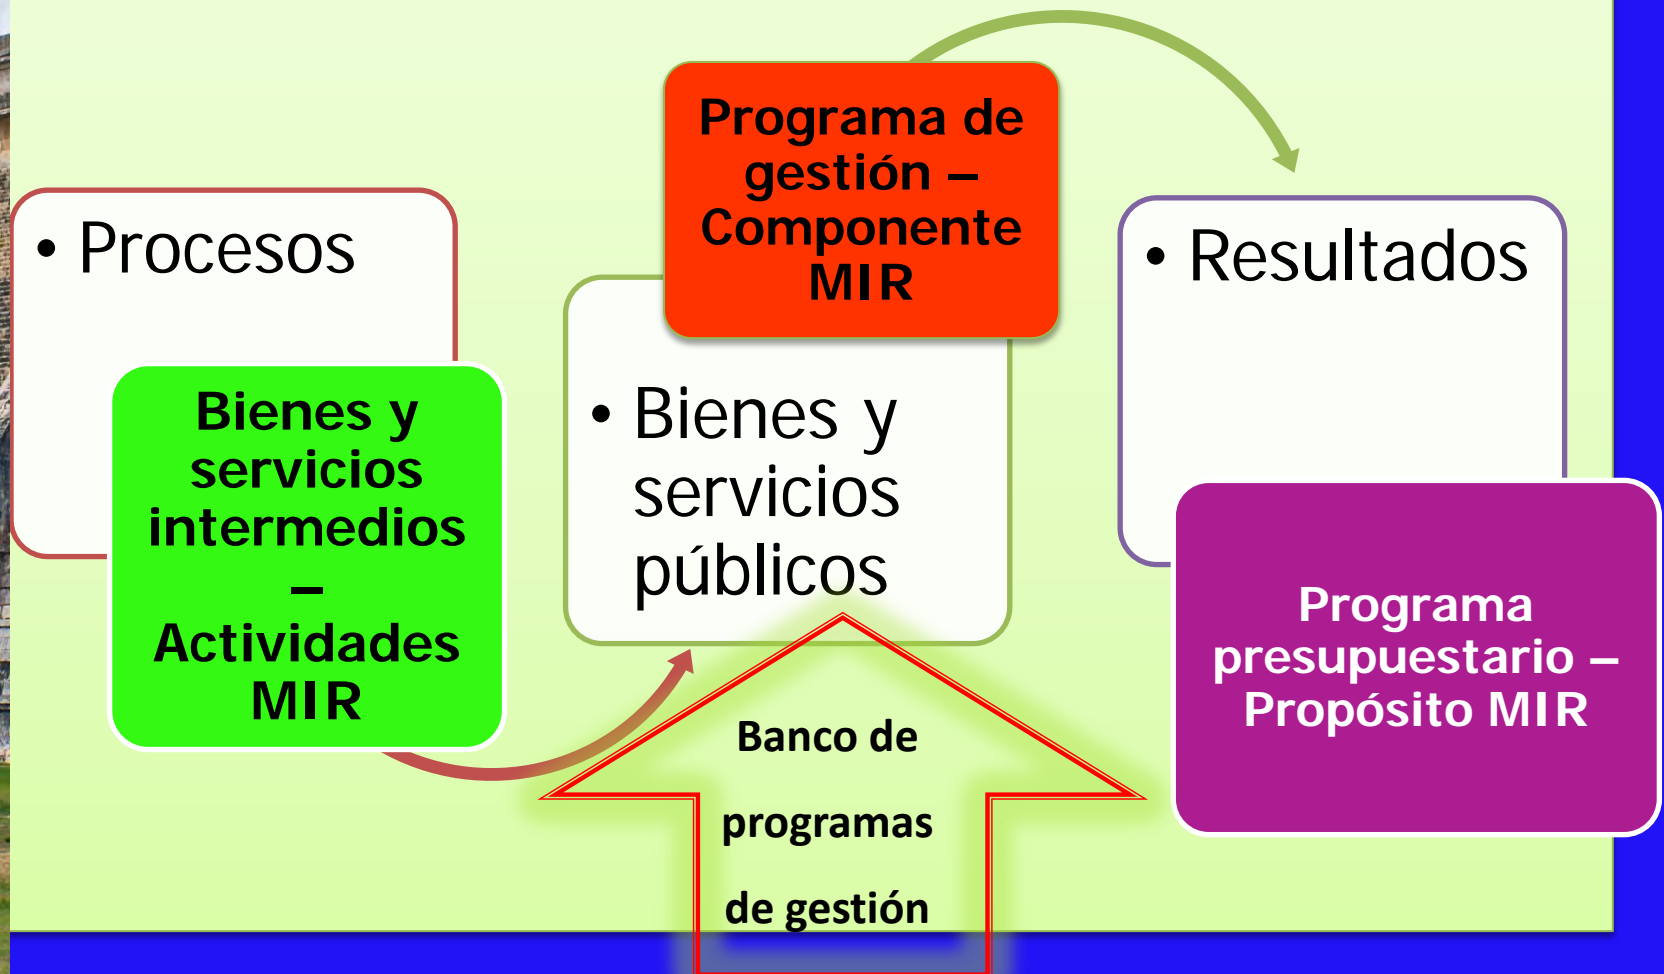 • Procesos
Bienes y
servicios
intermedios
–
Actividades
MIR
Programa de
gestión –
Componente
MIR
• Bienes y
servicios
públicos
Banco de
programas
de gestión
• Resultados
Programa
presupuestario –
Propósito MIR